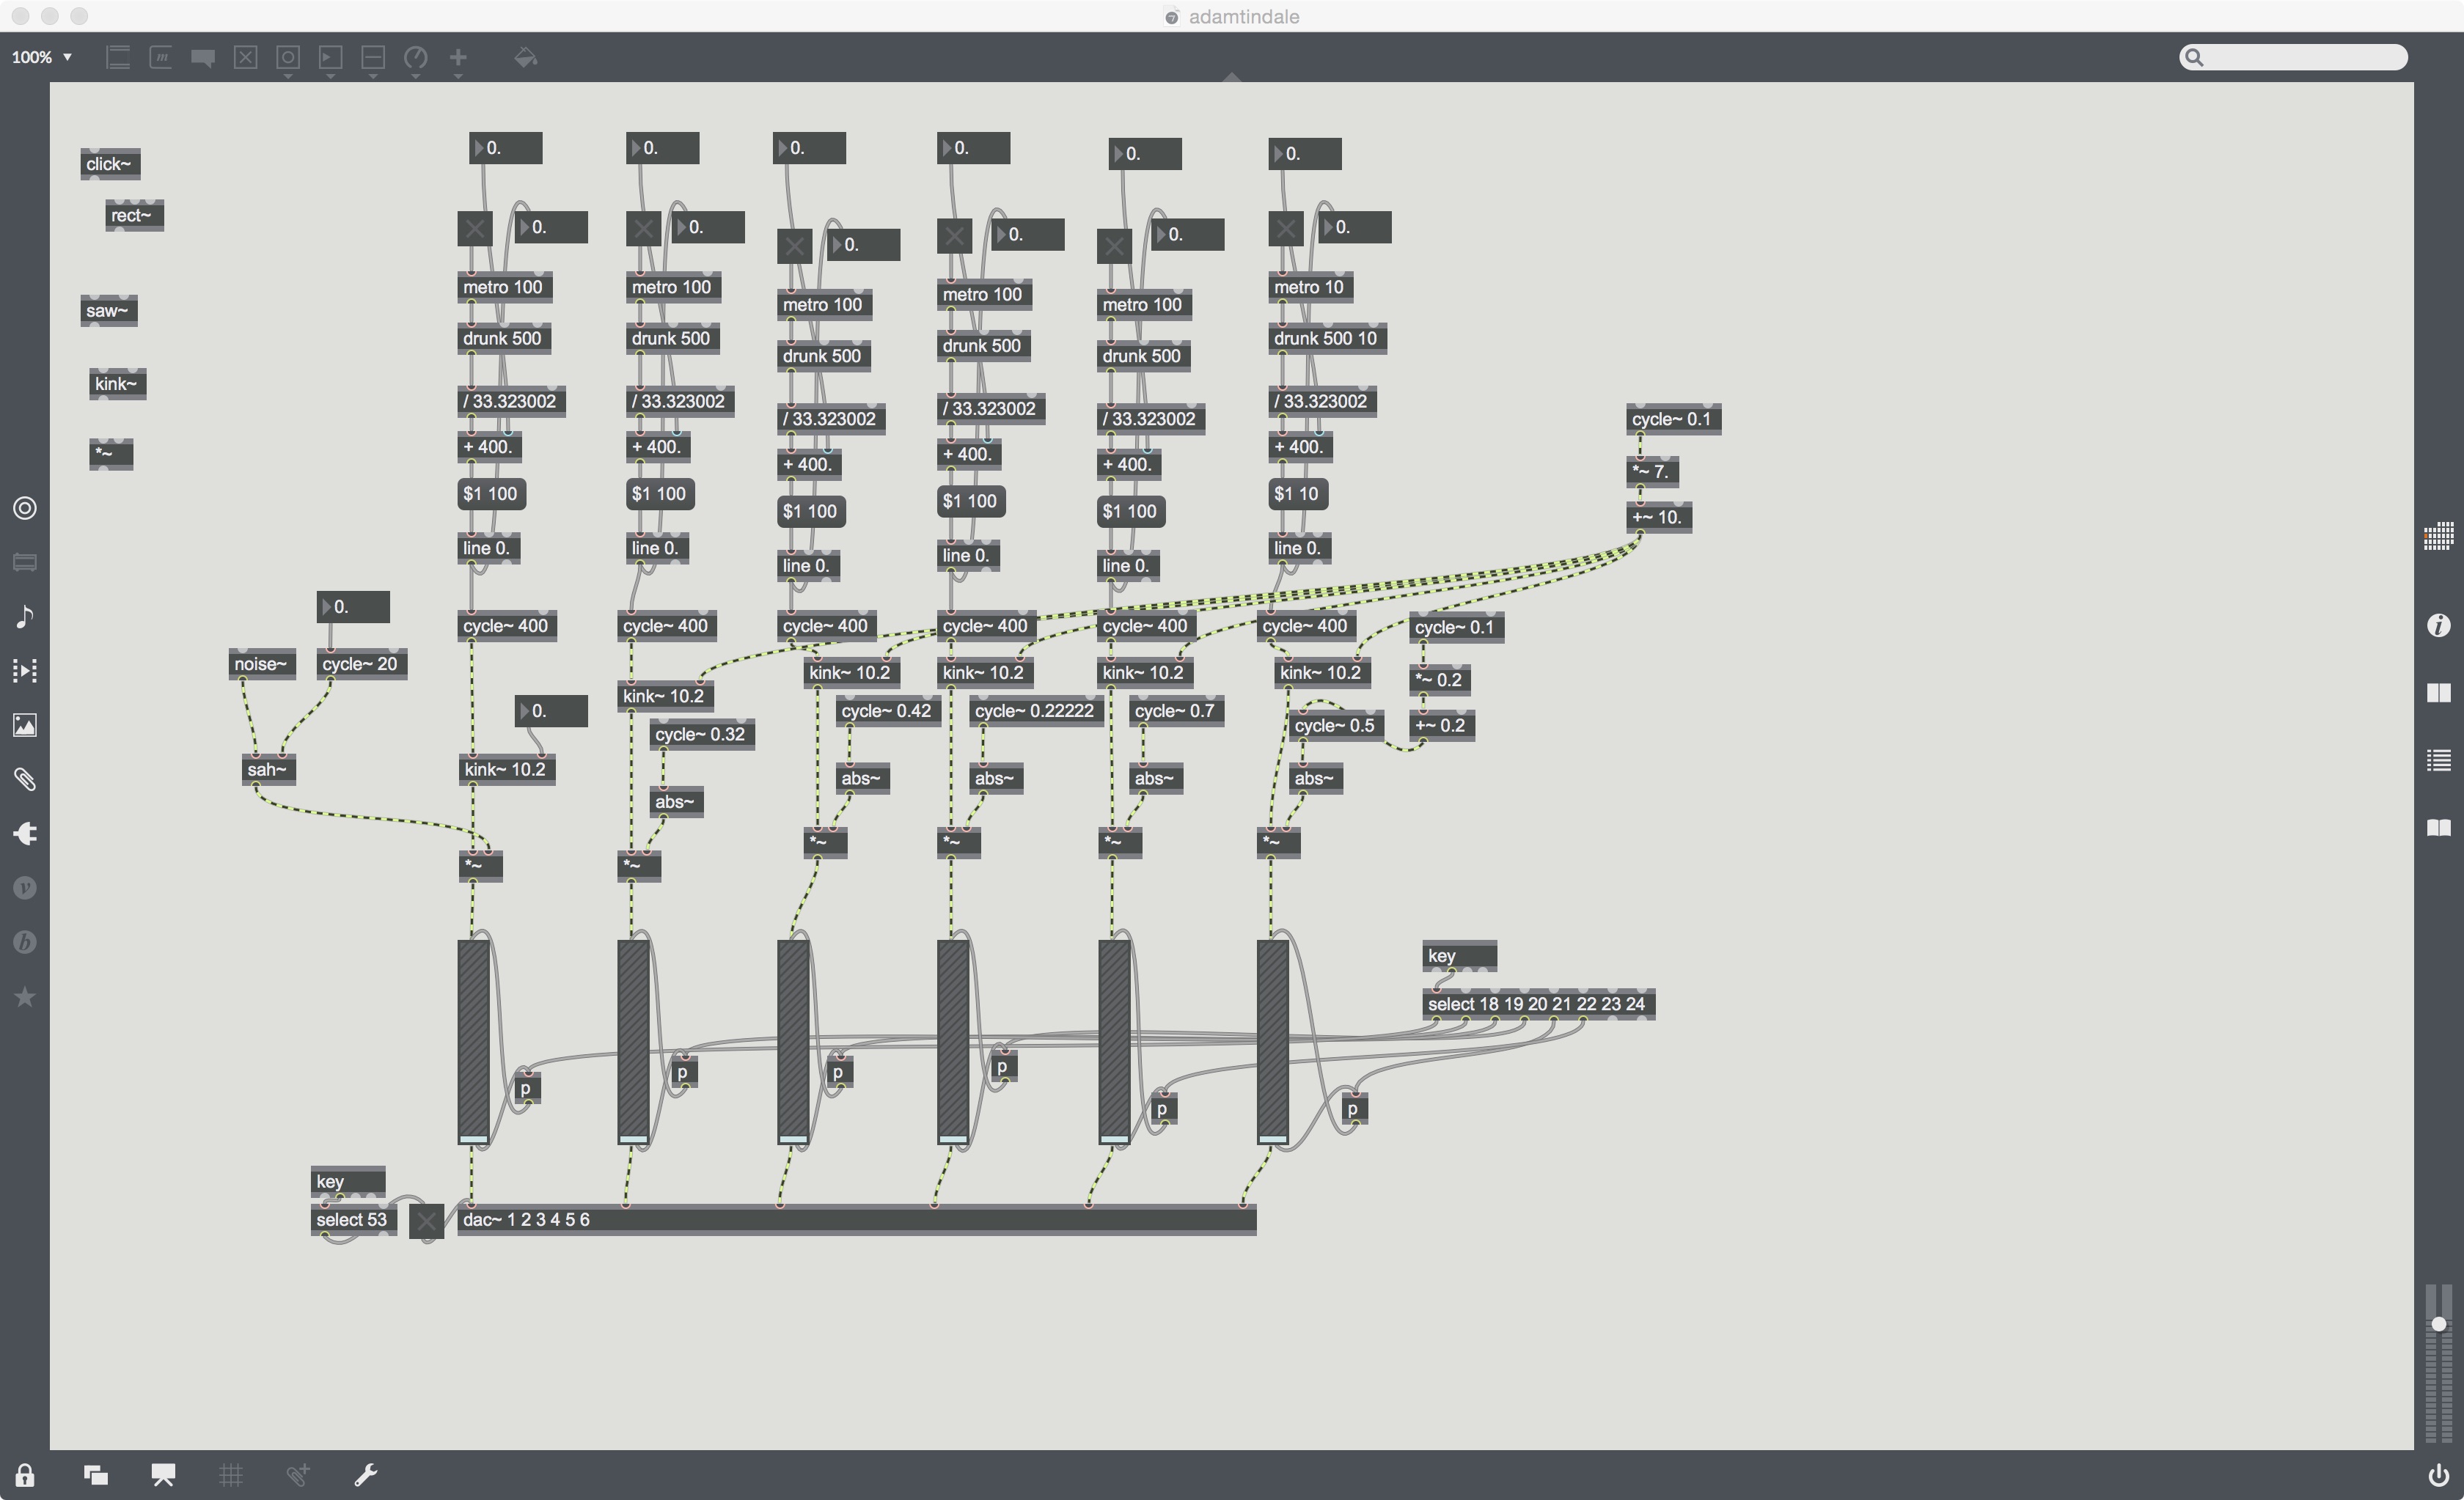 adamtindale
100%
0.
0.
0.
0.
0.
0.
click~
rect~
0.
0.
0.
0.
0.
0.
metro 100
metro 100
metro 100
metro 100
metro 100
metro 10
saw~
drunk 500
drunk 500
drunk 500
drunk 500
drunk 500
drunk 500 10
kink~
/ 33.323002
/ 33.323002
/ 33.323002
/ 33.323002
/ 33.323002
/ 33.323002
cycle~ 0.1
*~
+ 400.
+ 400.
+ 400.
+ 400.
+ 400.
+ 400.
*~ 7.
$1 100
$1 100
$1 100
$1 100
$1 100
$1 10
+~ 10.
line 0.
line 0.
line 0.
line 0.
line 0.
line 0.
0.
cycle~ 400
cycle~ 400
cycle~ 400
cycle~ 400
cycle~ 400
cycle~ 400
cycle~ 0.1
noise~
cycle~ 20
kink~ 10.2
kink~ 10.2
kink~ 10.2
kink~ 10.2
kink~ 10.2
*~ 0.2
0.
cycle~ 0.42
cycle~ 0.22222
cycle~ 0.7
cycle~ 0.5
+~ 0.2
cycle~ 0.32
sah~
kink~ 10.2
abs~
abs~
abs~
abs~
abs~
*~
*~
*~
*~
*~
*~
key
select 18 19 20 21 22 23 24
p
p
p
p
p
p
key
select 53
dac~ 1 2 3 4 5 6